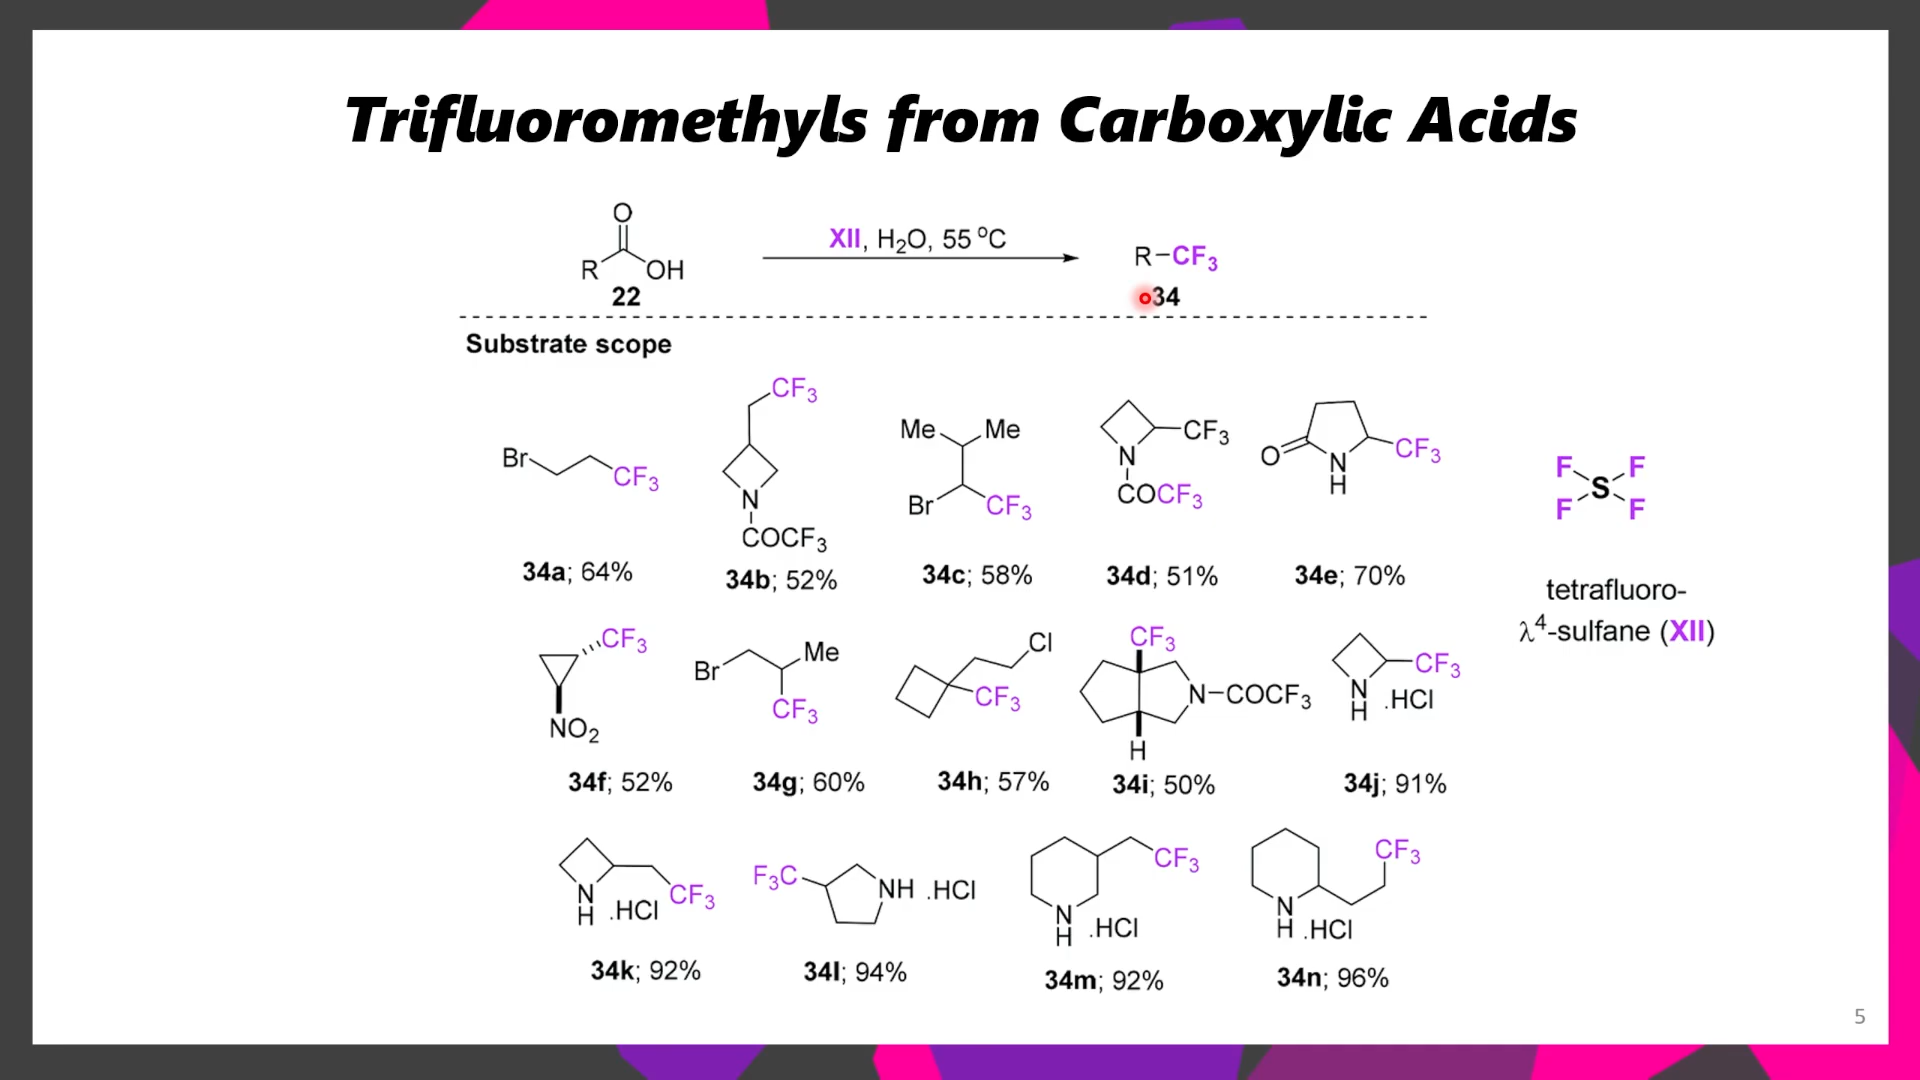 Trifluoromethyls from Carboxylic Acids
O
R OH
22
XII, H2O, 55 ºC
R–CF3
34
Substrate scope
Br CF3
34a; 64%
CF3
N
COCF3
34b; 52%
Me Me
Br CF3
34c; 58%
CF3
N
COCF3
34d; 51%
O N H CF3
34e; 70%
F F
S
F F
tetrafluoro-
λ4-sulfane (XII)
CF3
NO2
34f; 52%
Br Me
CF3
34g; 60%
Cl
CF3
34h; 57%
CF3
N–COCF3
H
34i; 50%
CF3
N
H .HCl
34j; 91%
N
H .HCl CF3
34k; 92%
F3C NH .HCl
34l; 94%
CF3
N
H .HCl
34m; 92%
CF3
N
H .HCl
34n; 96%
5